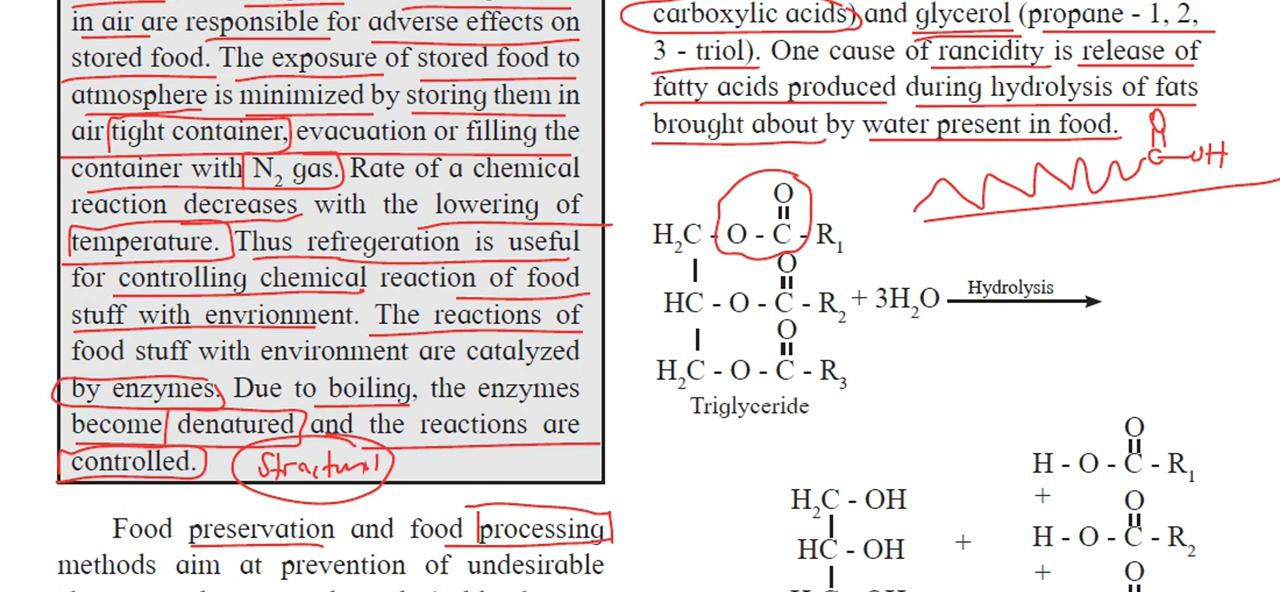 in air are responsible for adverse effects on
stored food. The exposure of stored food to
atmosphere is minimized by storing them in
air tight container, evacuation or filling the
container with N₂ gas. Rate of a chemical
reaction decreases with the lowering of
temperature. Thus refregeration is useful
for controlling chemical reaction of food
stuff with envrionment. The reactions of
food stuff with environment are catalyzed
by enzymes. Due to boiling, the enzymes
become denatured and the reactions are
controlled.
Stractural
Food preservation and food processing
methods aim at prevention of undesirable
carboxylic acids) and glycerol (propane - 1, 2,
3 - triol). One cause of rancidity is release of
fatty acids produced during hydrolysis of fats
brought about by water present in food.
O
C-OH
O
H₂C - O - C - R₁
O
HC - O - C - R₂ + 3H₂O Hydrolysis
O
H₂C - O - C - R₃
Triglyceride
O
H - O - C - R₁
H₂C - OH +
O
HC - OH + H - O - C - R₂
+
O